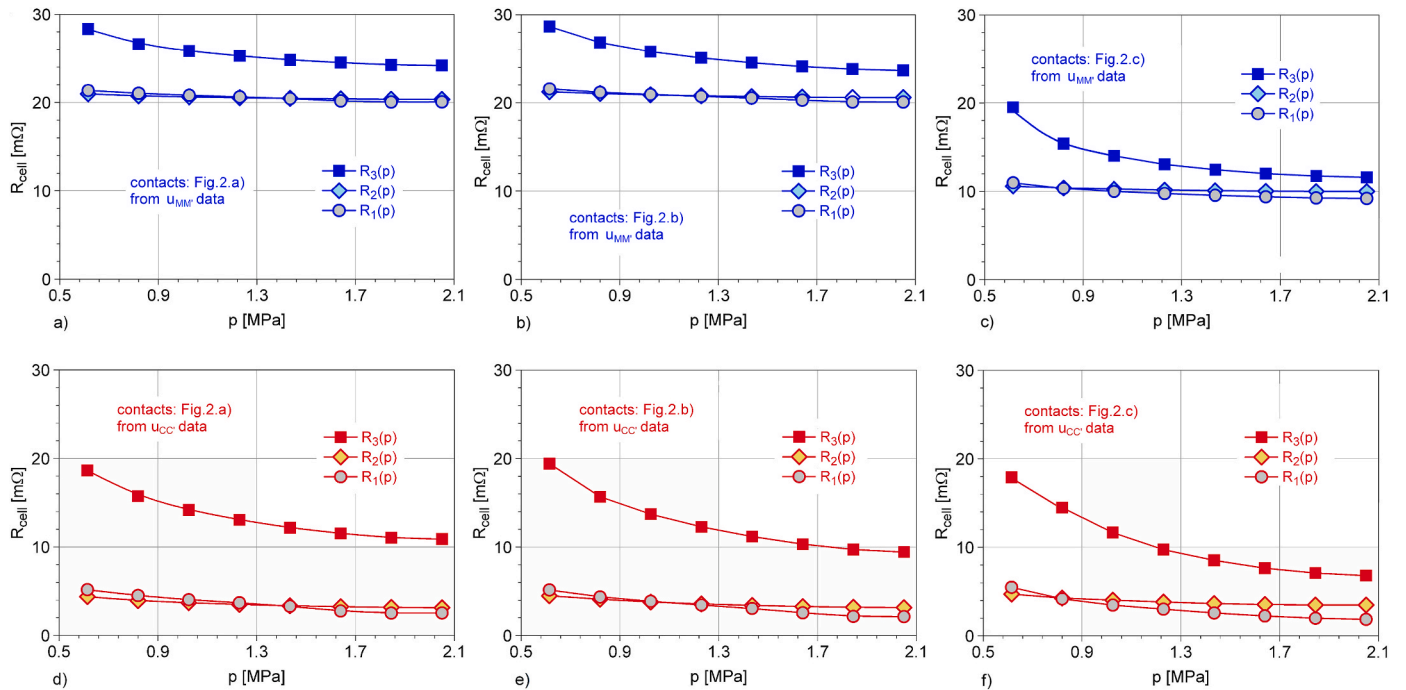 30
20
10
0
R_cell [mΩ]
contacts: Fig.2.a)
from u_MM' data
R_3(p)
R_2(p)
R_1(p)
0.5 0.9 1.3 1.7 2.1
a) p [MPa]
30
20
10
0
R_cell [mΩ]
contacts: Fig.2.b)
from u_MM' data
R_3(p)
R_2(p)
R_1(p)
0.5 0.9 1.3 1.7 2.1
b) p [MPa]
30
20
10
0
R_cell [mΩ]
contacts: Fig.2.c)
from u_MM' data
R_3(p)
R_2(p)
R_1(p)
0.5 0.9 1.3 1.7 2.1
c) p [MPa]
30
20
10
0
R_cell [mΩ]
contacts: Fig.2.a)
from u_CC' data
R_3(p)
R_2(p)
R_1(p)
0.5 0.9 1.3 1.7 2.1
d) p [MPa]
30
20
10
0
R_cell [mΩ]
contacts: Fig.2.b)
from u_CC' data
R_3(p)
R_2(p)
R_1(p)
0.5 0.9 1.3 1.7 2.1
e) p [MPa]
30
20
10
0
R_cell [mΩ]
contacts: Fig.2.c)
from u_CC' data
R_3(p)
R_2(p)
R_1(p)
0.5 0.9 1.3 1.7 2.1
f) p [MPa]